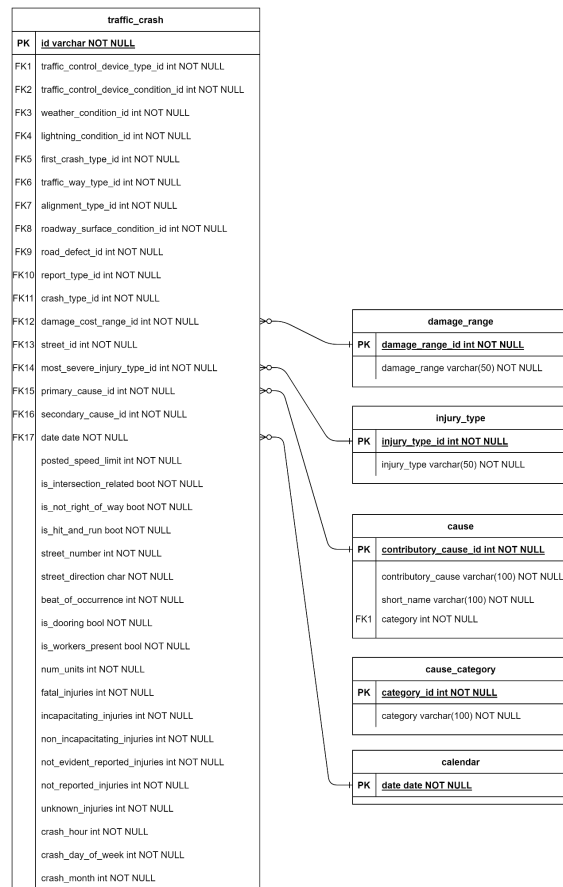 traffic_crash
PK id varchar NOT NULL
FK1 traffic_control_device_type_id int NOT NULL
FK2 traffic_control_device_condition_id int NOT NULL
FK3 weather_condition_id int NOT NULL
FK4 lightning_condition_id int NOT NULL
FK5 first_crash_type_id int NOT NULL
FK6 traffic_way_type_id int NOT NULL
FK7 alignment_type_id int NOT NULL
FK8 roadway_surface_condition_id int NOT NULL
FK9 road_defect_id int NOT NULL
FK10 report_type_id int NOT NULL
FK11 crash_type_id int NOT NULL
FK12 damage_cost_range_id int NOT NULL
FK13 street_id int NOT NULL
FK14 most_severe_injury_type_id int NOT NULL
FK15 primary_cause_id int NOT NULL
FK16 secondary_cause_id int NOT NULL
FK17 date date NOT NULL
posted_speed_limit int NOT NULL
is_intersection_related boot NOT NULL
is_not_right_of_way boot NOT NULL
is_hit_and_run boot NOT NULL
street_number int NOT NULL
street_direction char NOT NULL
beat_of_occurrence int NOT NULL
is_dooring bool NOT NULL
is_workers_present bool NOT NULL
num_units int NOT NULL
fatal_injuries int NOT NULL
incapacitating_injuries int NOT NULL
non_incapacitating_injuries int NOT NULL
not_evident_reported_injuries int NOT NULL
not_reported_injuries int NOT NULL
unknown_injuries int NOT NULL
crash_hour int NOT NULL
crash_day_of_week int NOT NULL
crash_month int NOT NULL
damage_range
PK damage_range_id int NOT NULL
damage_range varchar(50) NOT NULL
injury_type
PK injury_type_id int NOT NULL
injury_type varchar(50) NOT NULL
cause
PK contributory_cause_id int NOT NULL
contributory_cause varchar(100) NOT NULL
short_name varchar(100) NOT NULL
FK1 category int NOT NULL
cause_category
PK category_id int NOT NULL
category varchar(100) NOT NULL
calendar
PK date date NOT NULL